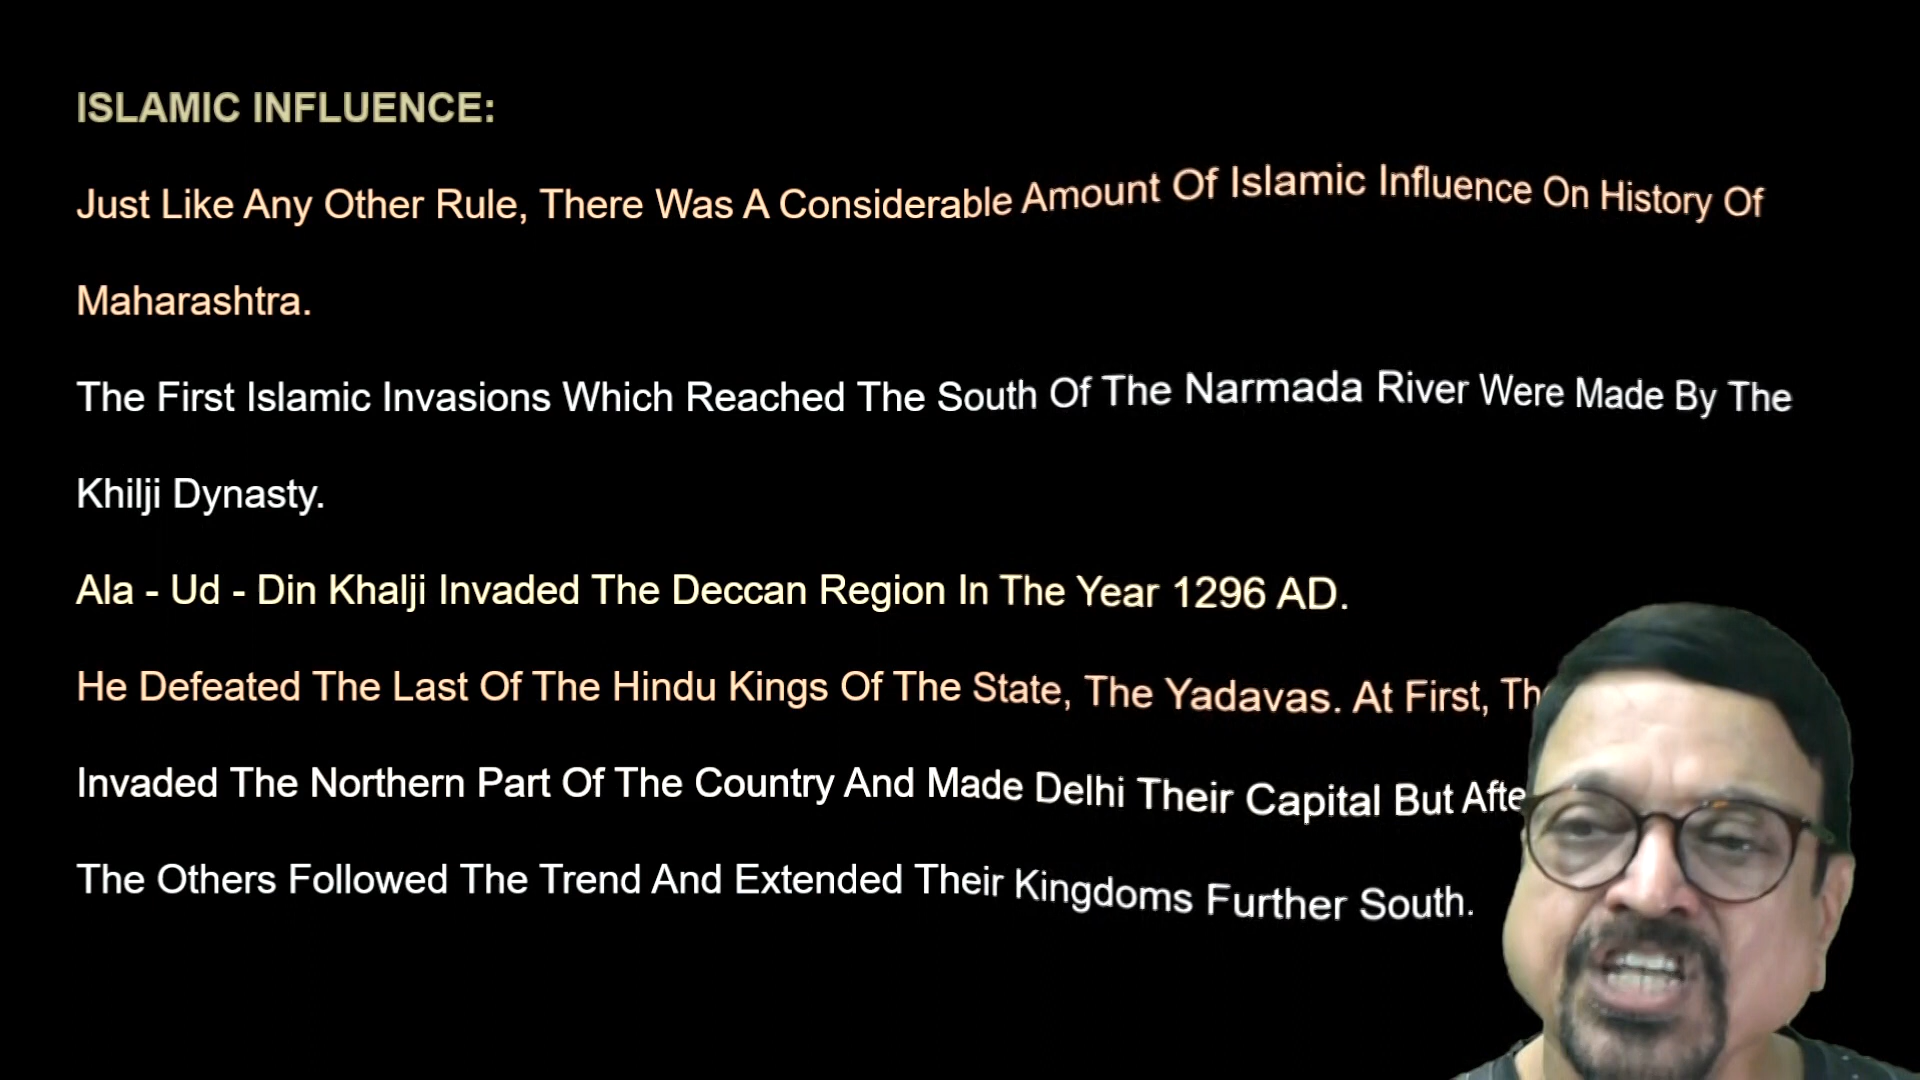 ISLAMIC INFLUENCE:
Just Like Any Other Rule, There Was A Considerable Amount Of Islamic Influence On History Of
Maharashtra.
The First Islamic Invasions Which Reached The South Of The Narmada River Were Made By The
Khilji Dynasty.
Ala - Ud - Din Khalji Invaded The Deccan Region In The Year 1296 AD.
He Defeated The Last Of The Hindu Kings Of The State, The Yadavas. At First,
Invaded The Northern Part Of The Country And Made Delhi Their Capital But
The Others Followed The Trend And Extended Their Kingdoms Further South.